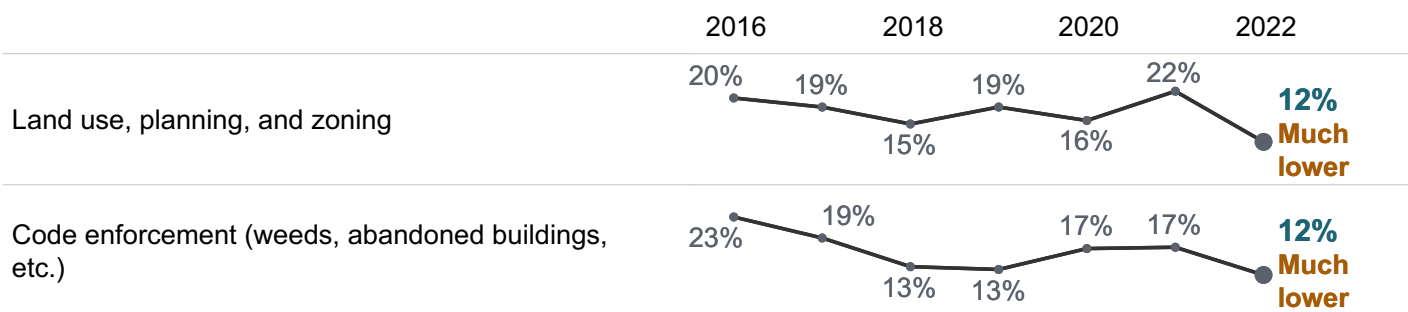 2016 2018 2020 2022
20% 19% 15% 19% 16% 22% 12%
Land use, planning, and zoning
Much
lower
23% 19% 13% 13% 17% 17% 12%
Code enforcement (weeds, abandoned buildings,
etc.)
Much
lower